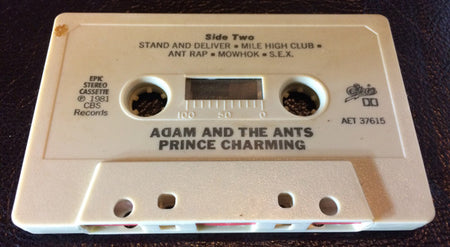 Side Two
STAND AND DELIVER ▪ MILE HIGH CLUB ▪
ANT RAP ▪ MOWHOK ▪ S.E.X.
EPIC
STEREO
CASSETTE
℗ 1981
CBS
Records
100 50 0
Epic
AET 37615
ADAM AND THE ANTS
PRINCE CHARMING